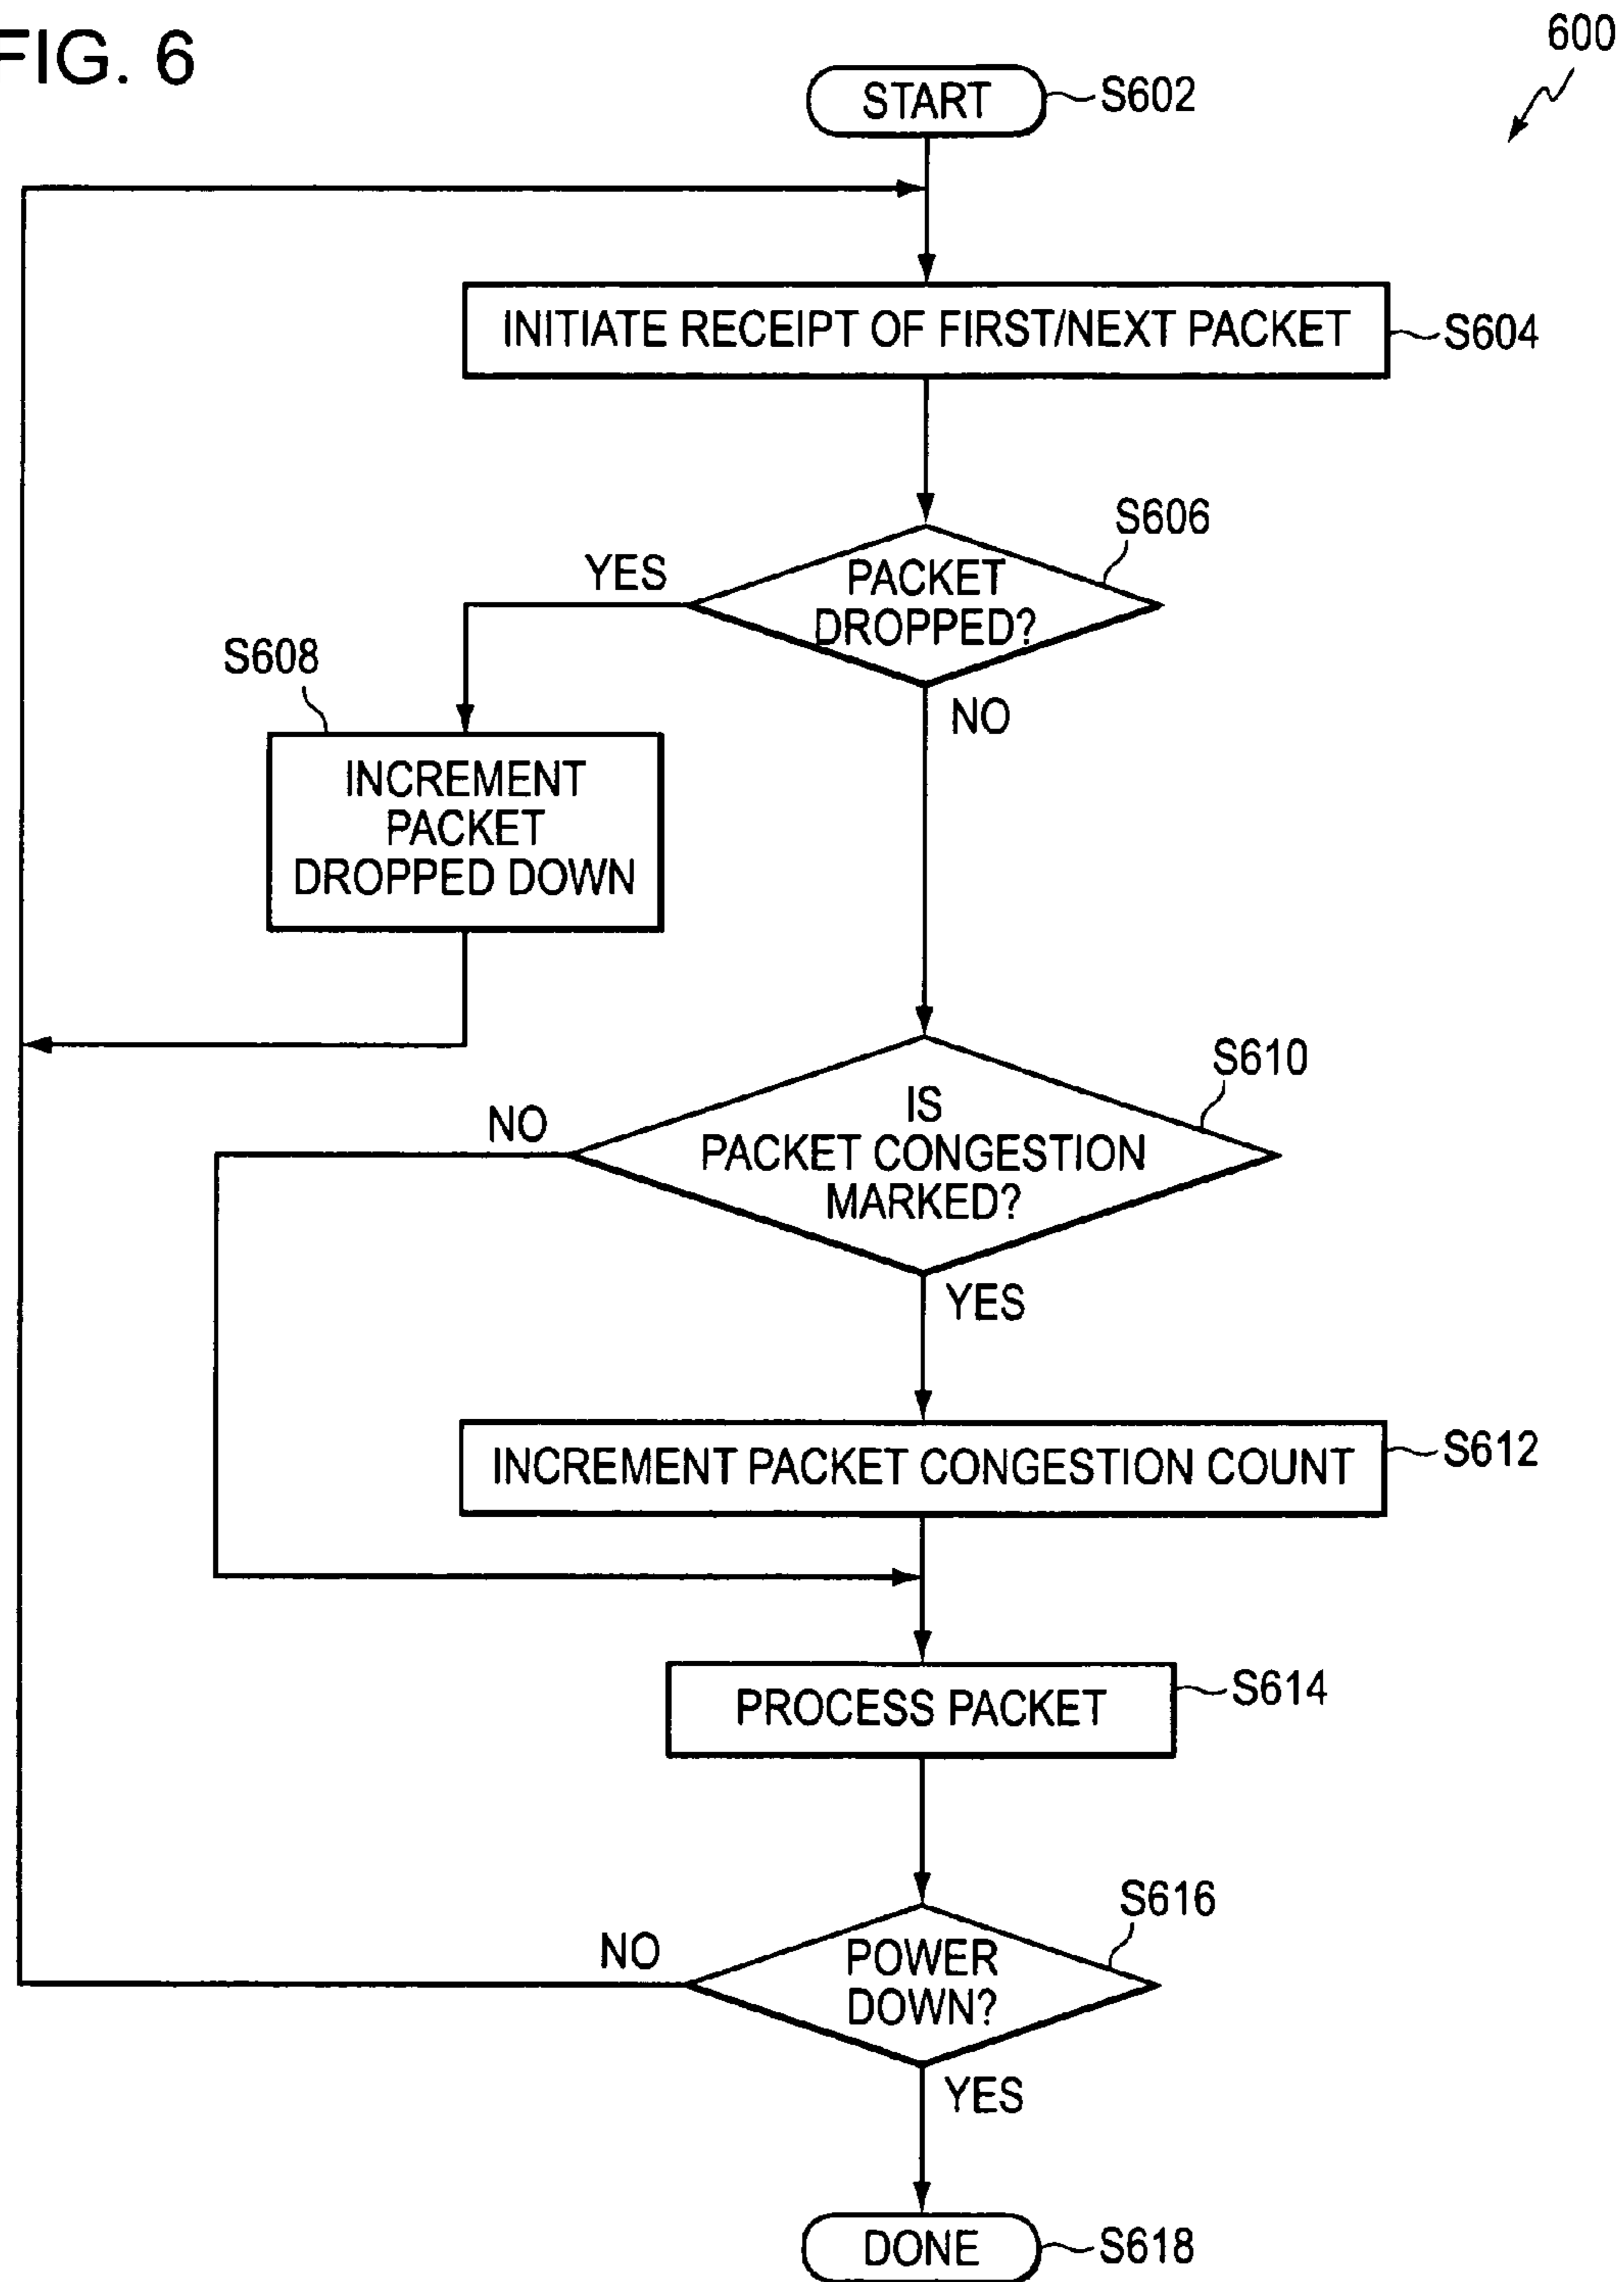 FIG. 6
600
START
S602
INITIATE RECEIPT OF FIRST/NEXT PACKET
S604
S606
PACKET
DROPPED?
YES
NO
S608
INCREMENT
PACKET
DROPPED DOWN
S610
IS
PACKET CONGESTION
MARKED?
NO
YES
INCREMENT PACKET CONGESTION COUNT
S612
PROCESS PACKET
S614
S616
POWER
DOWN?
NO
YES
DONE
S618